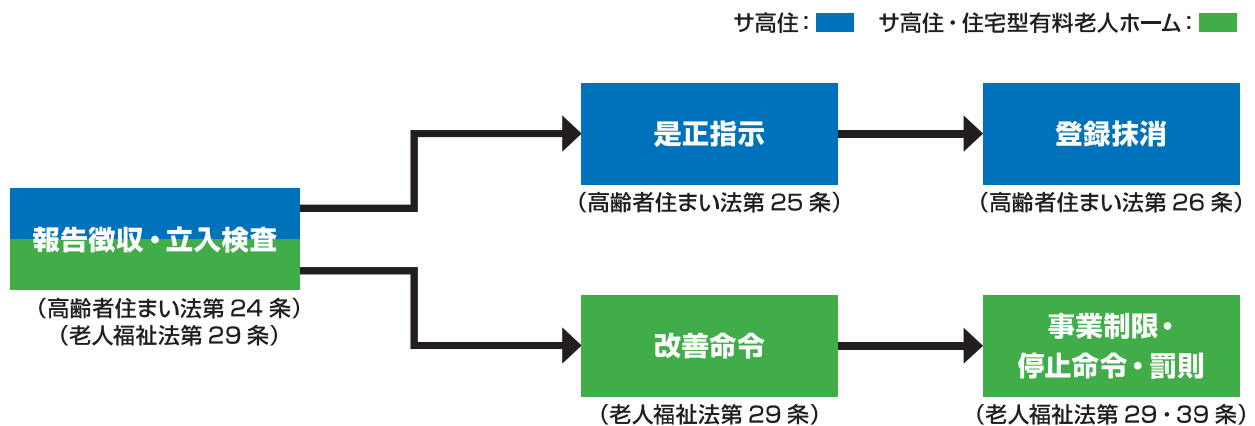 サ高住： サ高住・住宅型有料老人ホーム：
是正指示
（高齢者住まい法第 25 条）
登録抹消
（高齢者住まい法第 26 条）
報告徴収・立入検査
（高齢者住まい法第 24 条）
（老人福祉法第 29 条）
改善命令
（老人福祉法第 29 条）
事業制限・
停止命令・罰則
（老人福祉法第 29・39 条）